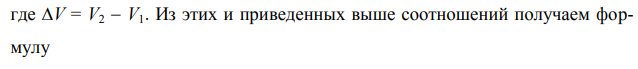 где ΔV = V₂ – V₁. Из этих и приведенных выше соотношений получаем фор-
мулу